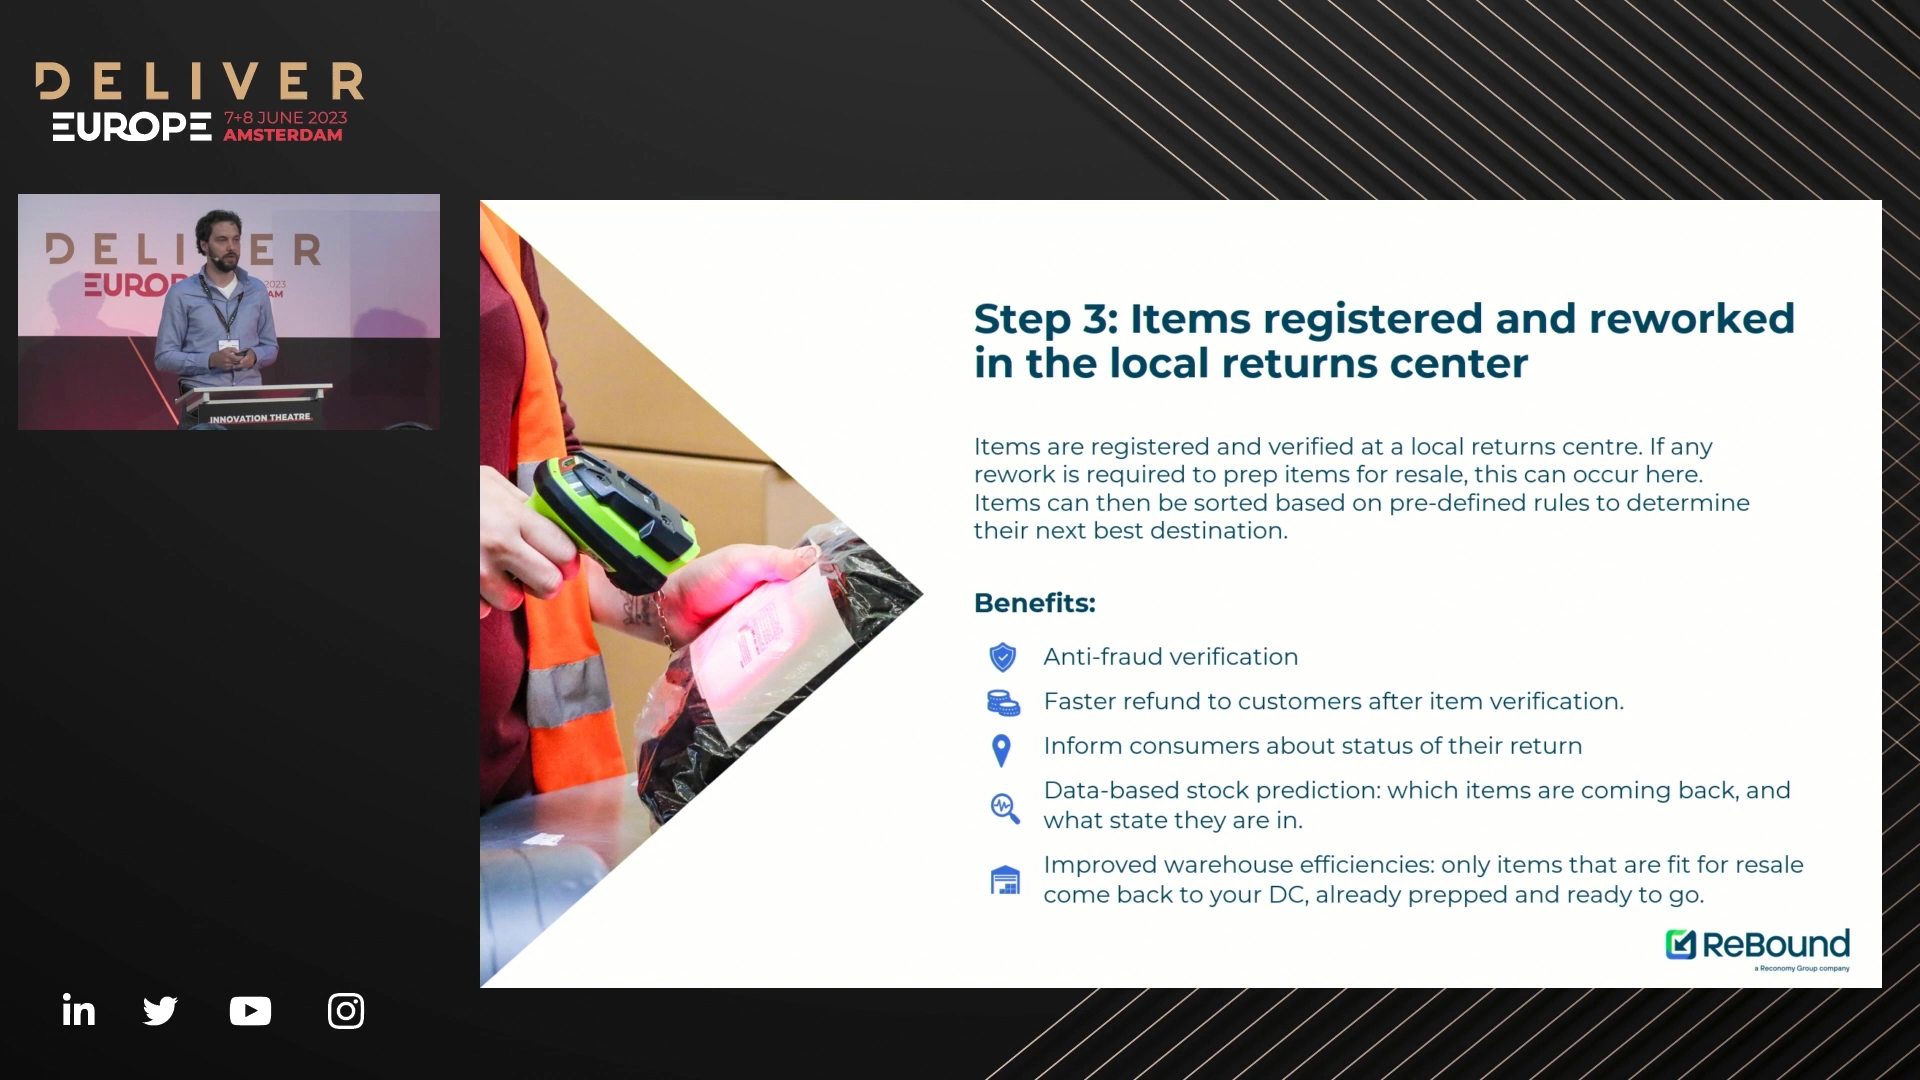 DELIVER
EUROPE 7+8 JUNE 2023
AMSTERDAM
DELI ER
EUROP 2023
AM
INNOVATION THEATRE
Step 3: Items registered and reworked
in the local returns center
Items are registered and verified at a local returns centre. If any
rework is required to prep items for resale, this can occur here.
Items can then be sorted based on pre-defined rules to determine
their next best destination.
Benefits:
Anti-fraud verification
Faster refund to customers after item verification.
Inform consumers about status of their return
Data-based stock prediction: which items are coming back, and
what state they are in.
Improved warehouse efficiencies: only items that are fit for resale
come back to your DC, already prepped and ready to go.
ReBound
a Reconomy Group company
in